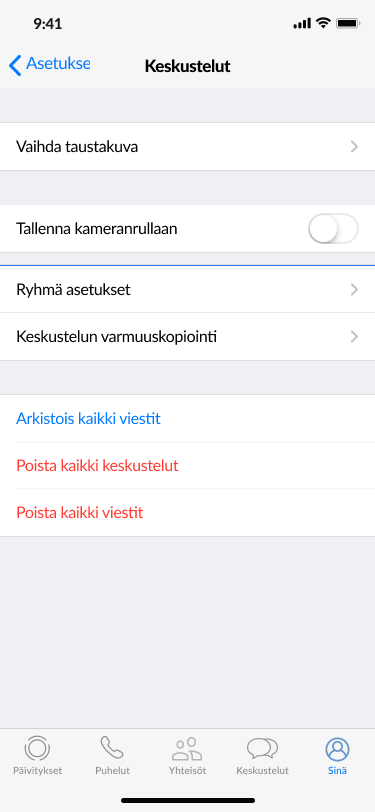 9:41
Asetukse
Keskustelut
Vaihda taustakuva
Tallenna kameranrullaan
Ryhmä asetukset
Keskustelun varmuuskopiointi
Arkistois kaikki viestit
Poista kaikki keskustelut
Poista kaikki viestit
Päivitykset Puhelut Yhteisöt Keskustelut Sinä